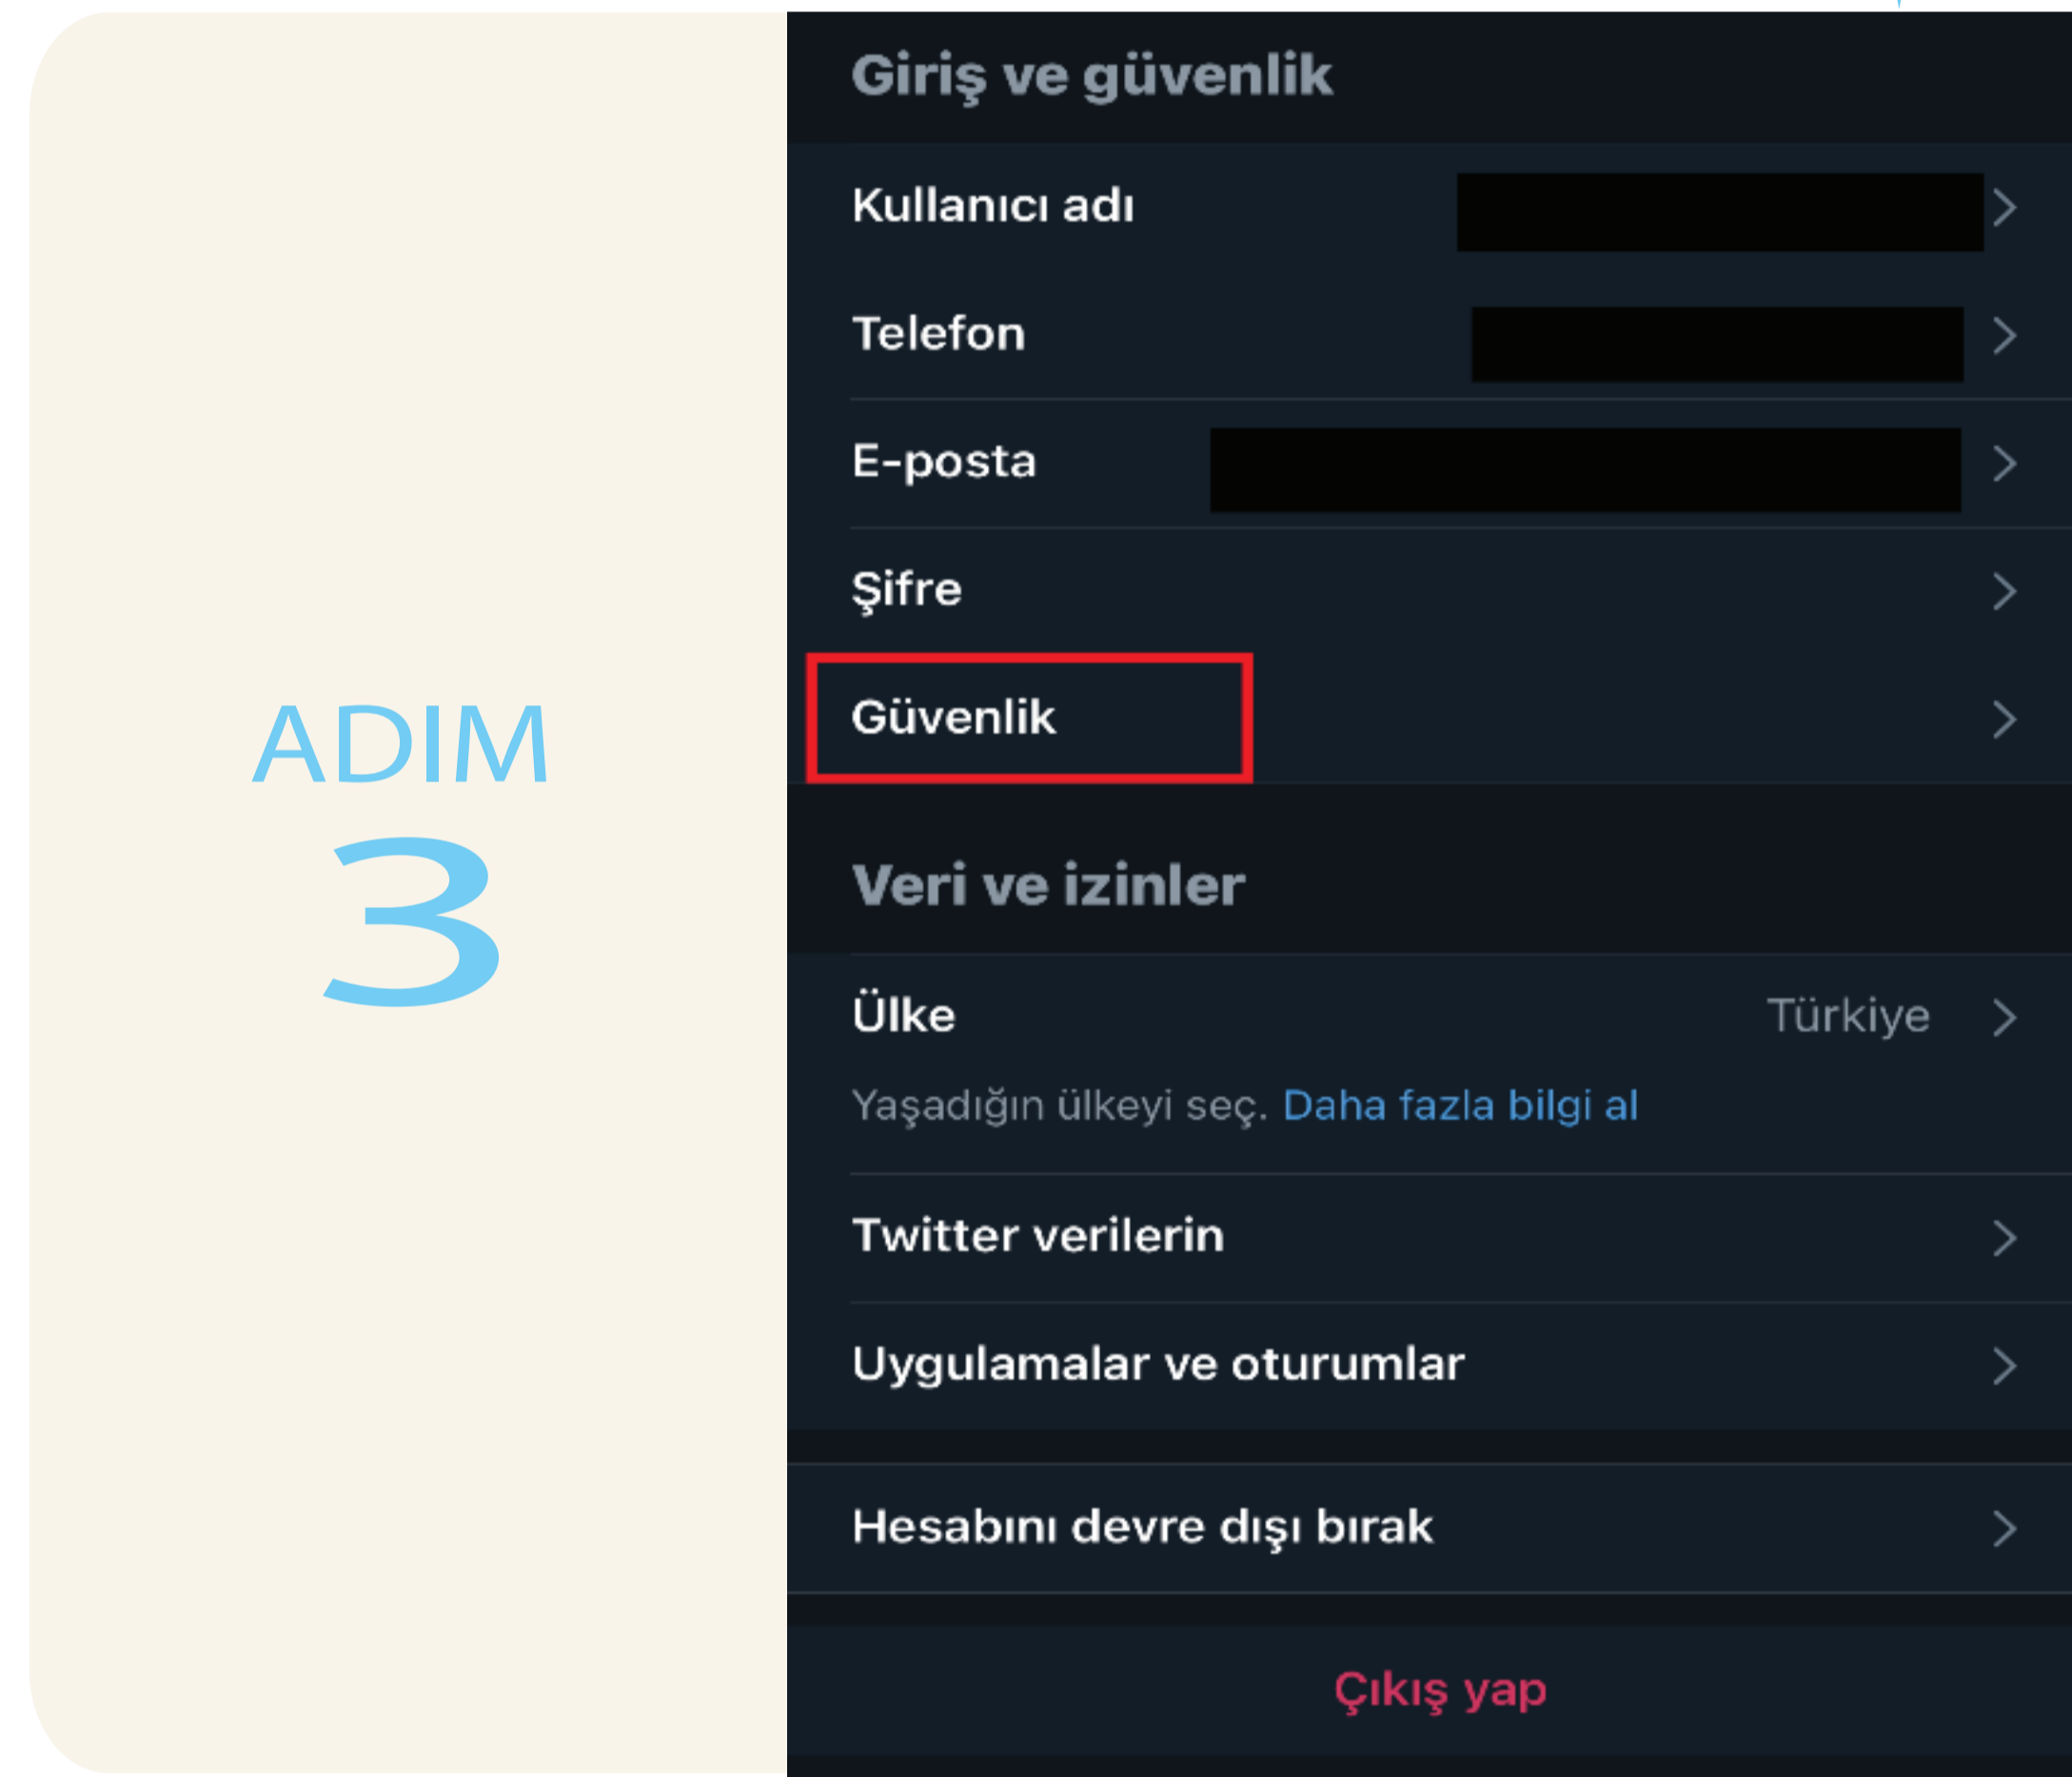 ADIM
3
Giriş ve güvenlik
Kullanıcı adı
Telefon
E-posta
Şifre
Güvenlik
Veri ve izinler
Ülke Türkiye
Yaşadığın ülkeyi seç. Daha fazla bilgi al
Twitter verilerin
Uygulamalar ve oturumlar
Hesabını devre dışı bırak
Çıkış yap